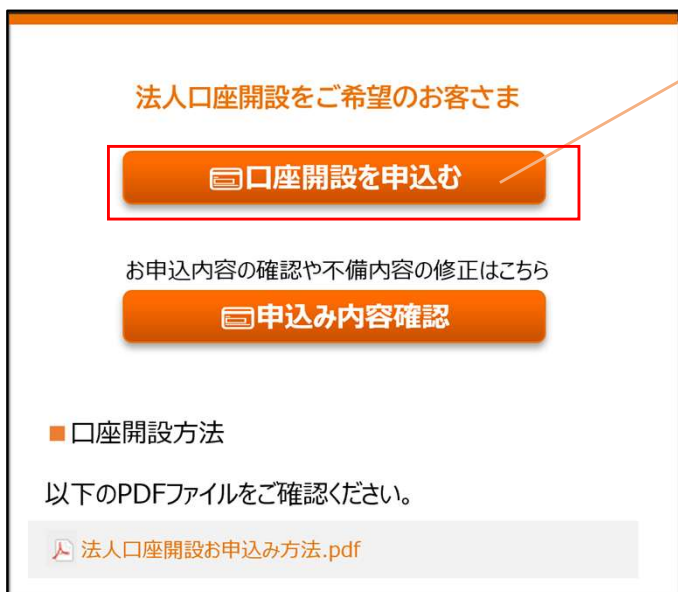 法人口座開設をご希望のお客さま
口座開設を申込む
お申込内容の確認や不備内容の修正はこちら
申込み内容確認
■口座開設方法
以下のPDFファイルをご確認ください。
法人口座開設お申込み方法.pdf